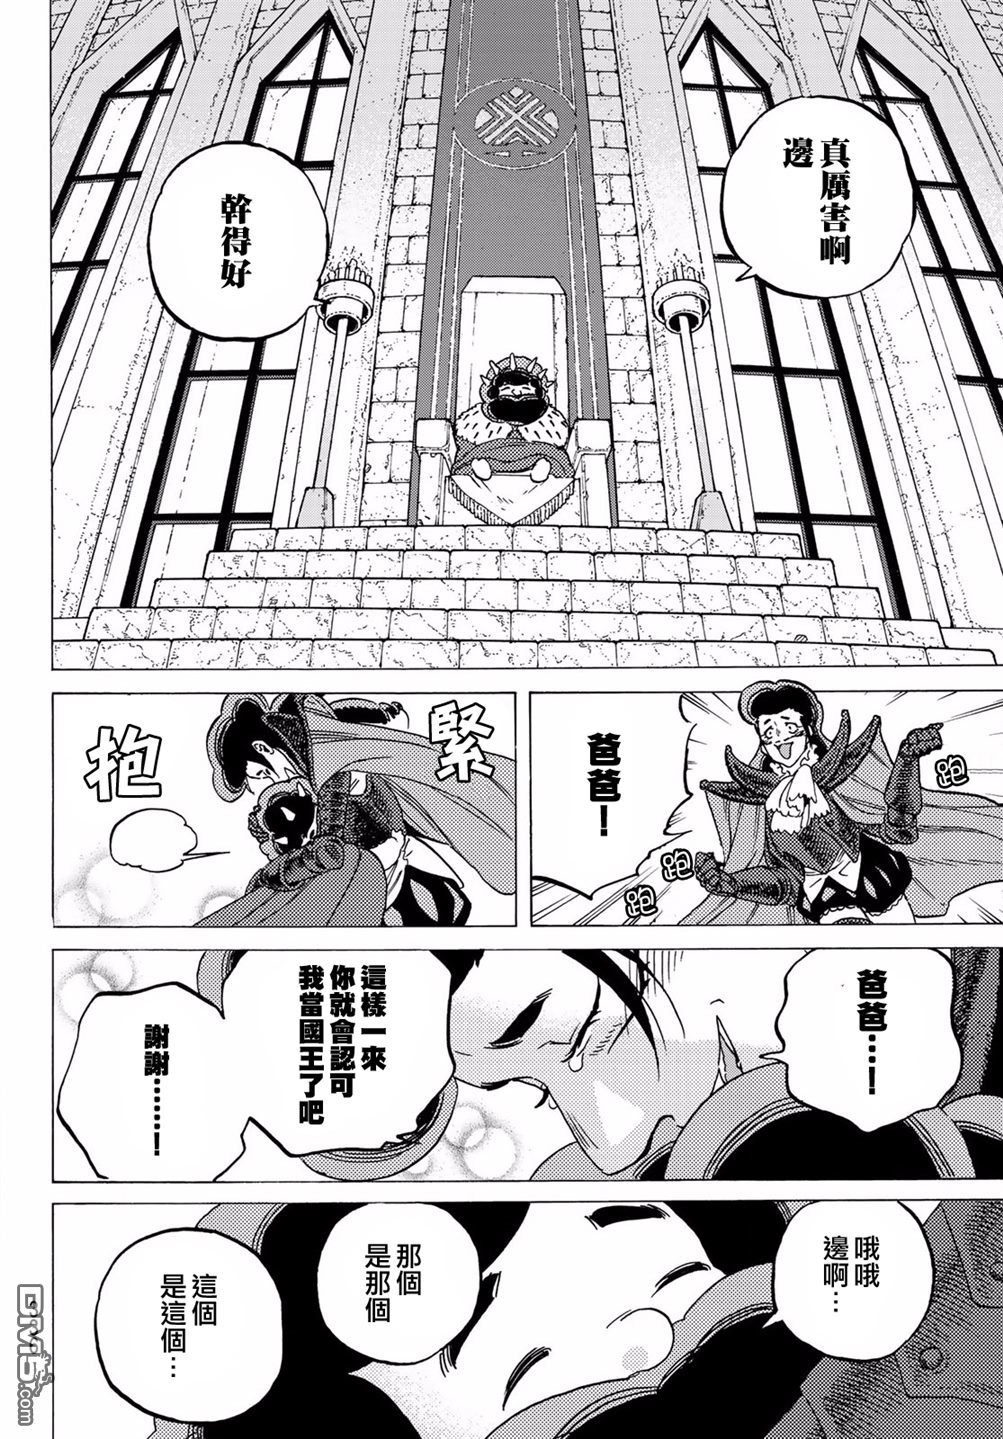 真厲害啊
邊
幹得好
爸爸！
跑
跑
跑
跑
緊
抱
爸爸…！
這樣一來
你就會認可
我當國王了吧
謝謝……！
哦哦
邊啊…
那個
是那個
這個
是這個…